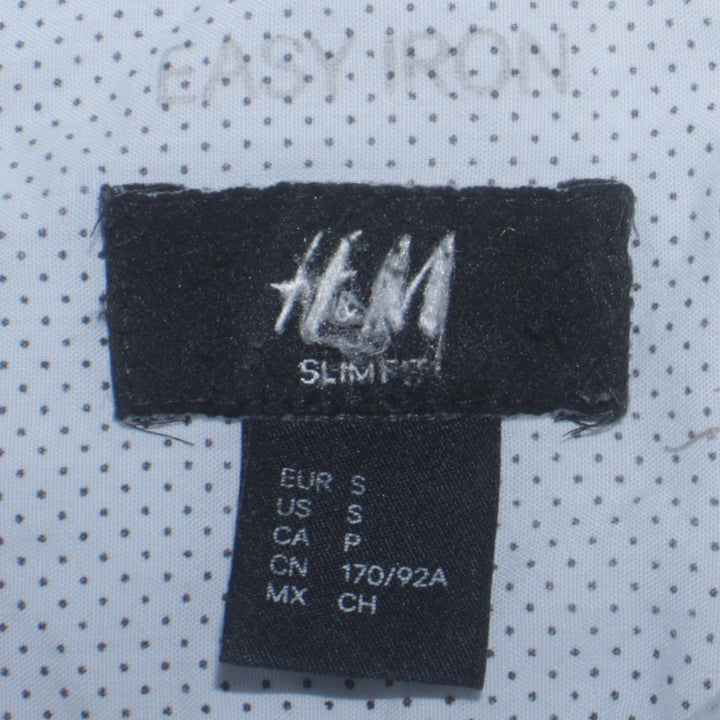 EASY IRON
H&M
SLIM FIT
EUR S
US S
CA P
CN 170/92A
MX CH